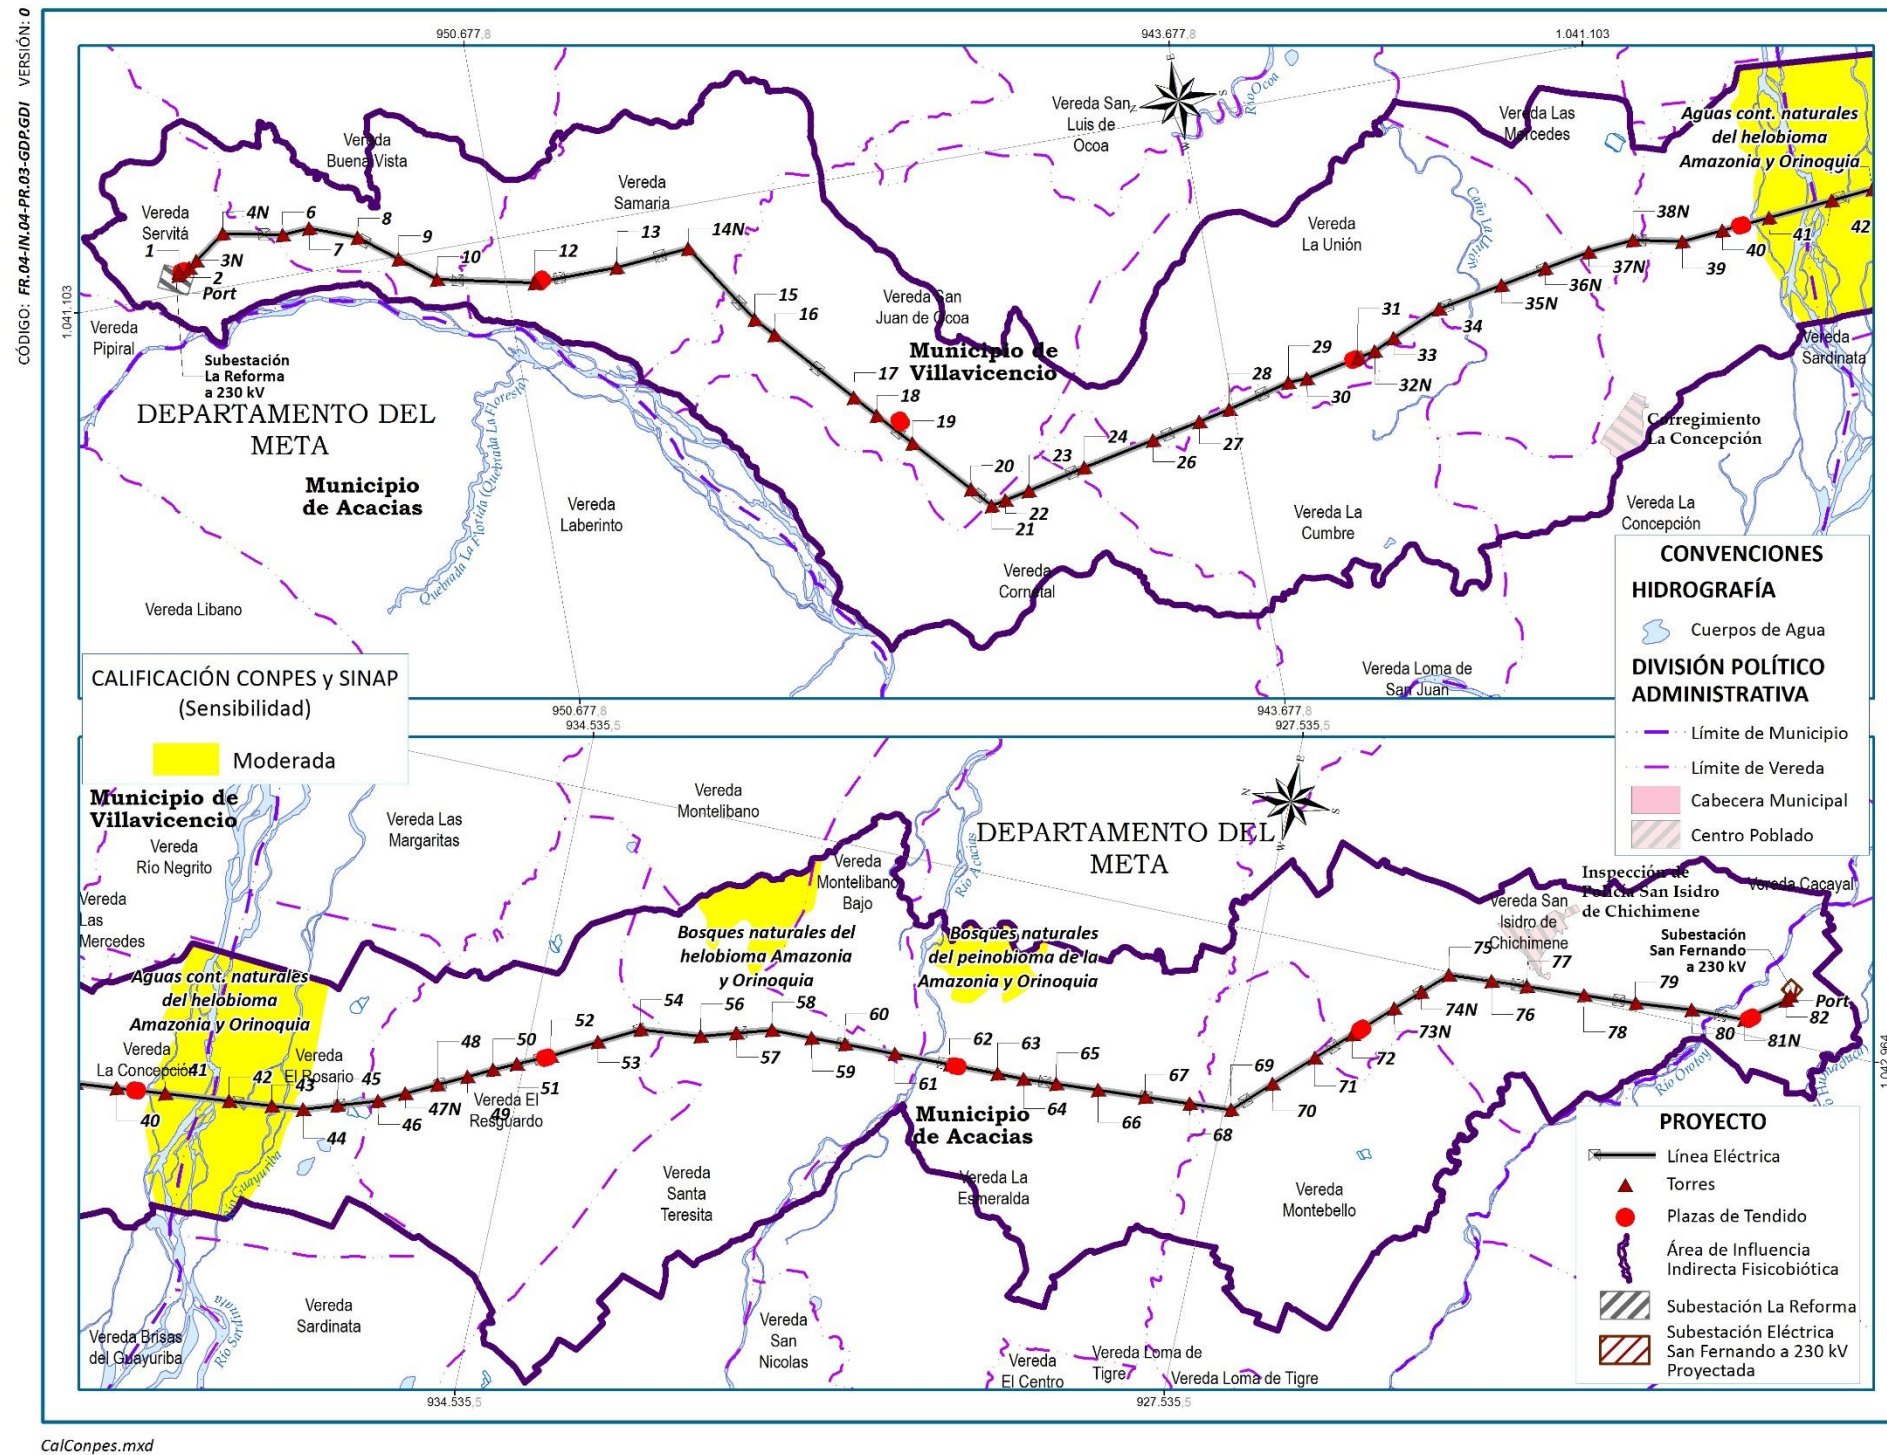 CÓDIGO: FR.04-IN.04-PR.03-GDP.GDI VERSIÓN: 0
950.677,8
943.677,8
1.041.103
1.041.103
Vereda
Buena Vista
Vereda San
Luis de
Ocoa
E
S
N
W
Río Ocoa
Vereda Las
Mercedes
Aguas cont. naturales
del helobioma
Amazonia y Orinoquia
Vereda
Servitá
Vereda
Samaria
Vereda
La Unión
Caño La Unión
1
2
3N
Port
4N
6
7
8
9
10
12
13
14N
15
16
17
18
19
20
21
22
23
24
26
27
28
29
30
31
32N
33
34
35N
36N
37N
38N
39
40
41
42
Vereda
Pipiral
Subestación
La Reforma
a 230 kV
Vereda San
Juan de Ocoa
Municipio de
Villavicencio
Vereda
Sardinata
DEPARTAMENTO DEL
META
Municipio
de Acacias
Quebrada La Florida (Quebrada La Floresta)
Vereda
Laberinto
Corregimiento
La Concepción
Vereda La
Concepción
Vereda La
Cumbre
Vereda
Cornetal
Vereda Libano
Vereda Loma de
San Juan
CONVENCIONES
HIDROGRAFÍA
Cuerpos de Agua
DIVISIÓN POLÍTICO
ADMINISTRATIVA
Límite de Municipio
Límite de Vereda
Cabecera Municipal
Centro Poblado
CALIFICACIÓN CONPES y SINAP
(Sensibilidad)
Moderada
950.677,8
934.535,5
943.677,8
927.535,5
Municipio de
Villavicencio
Vereda
Río Negrito
Vereda Las
Margaritas
Vereda
Montelibano
Vereda
Montelibano
Bajo
Río Acacias
DEPARTAMENTO DEL
META
E
N
S
W
Vereda
Las
Mercedes
Aguas cont. naturales
del helobioma
Amazonia y Orinoquia
Bosques naturales del
helobioma Amazonia
y Orinoquia
Bosques naturales
del peinobioma de la
Amazonia y Orinoquia
Inspección de
Policía San Isidro
de Chichimene
Vereda San
Isidro de
Chichimene
Vereda Cacayal
Subestación
San Fernando
a 230 kV
Vereda
La Concepción
Vereda
El Rosario
Vereda El
Resguardo
40
41
42
43
44
45
46
47N
48
49
50
51
52
53
54
56
57
58
59
60
61
62
63
64
65
66
67
68
69
70
71
72
73N
74N
75
76
77
78
79
80
81N
82
Port
1.042.964
Río Orotoy
Río Guayuriba
Municipio
de Acacias
Vereda
Santa
Teresita
Vereda La
Esmeralda
Vereda
Montebello
Vereda
Sardinata
Río Sardinata
Vereda Brisas
del Guayuriba
Vereda
San
Nicolas
Vereda
El Centro
Vereda Loma de
Tigre
Vereda Loma de Tigre
PROYECTO
Línea Eléctrica
Torres
Plazas de Tendido
Área de Influencia
Indirecta Fisicobiótica
Subestación La Reforma
Subestación Eléctrica
San Fernando a 230 kV
Proyectada
934.535,5
927.535,5
CalConpes.mxd